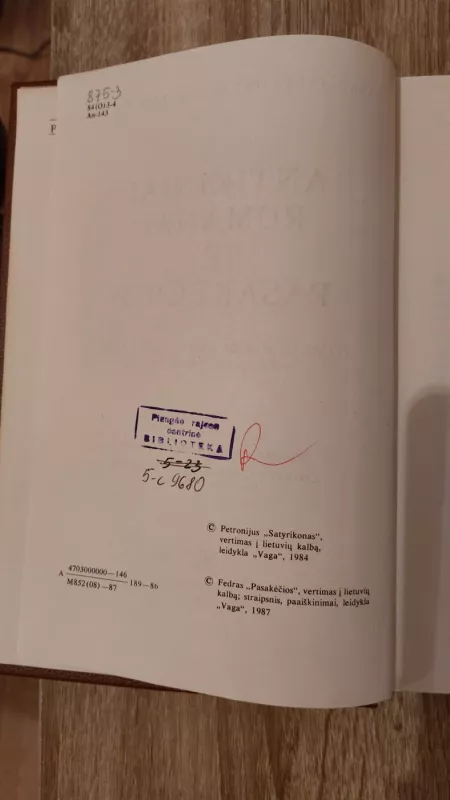 875-3
84(0)3-4
An-143
Plungės rajono
centrinė
BIBLIOTEKA
5-23
5-c 9680
© Petronijus „Satyrikonas“,
vertimas į lietuvių kalbą,
leidykla „Vaga“, 1984
A 4703000000—146
M852(08)—87 189—86
© Fedras „Pasakėčios“, vertimas į lietuvių
kalbą; straipsnis, paaiškinimai, leidykla
„Vaga“, 1987